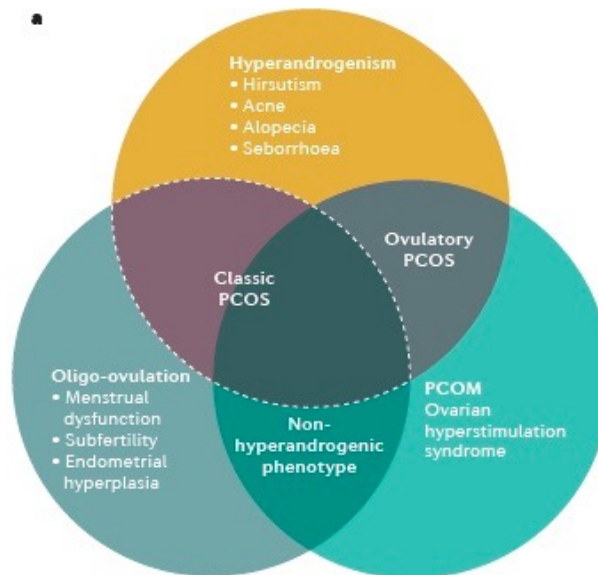 a
Hyperandrogenism
• Hirsutism
• Acne
• Alopecia
• Seborrhoea
Ovulatory
PCOS
Classic
PCOS
Oligo-ovulation
• Menstrual
dysfunction
• Subfertility
• Endometrial
hyperplasia
Non-
hyperandrogenic
phenotype
PCOM
Ovarian
hyperstimulation
syndrome